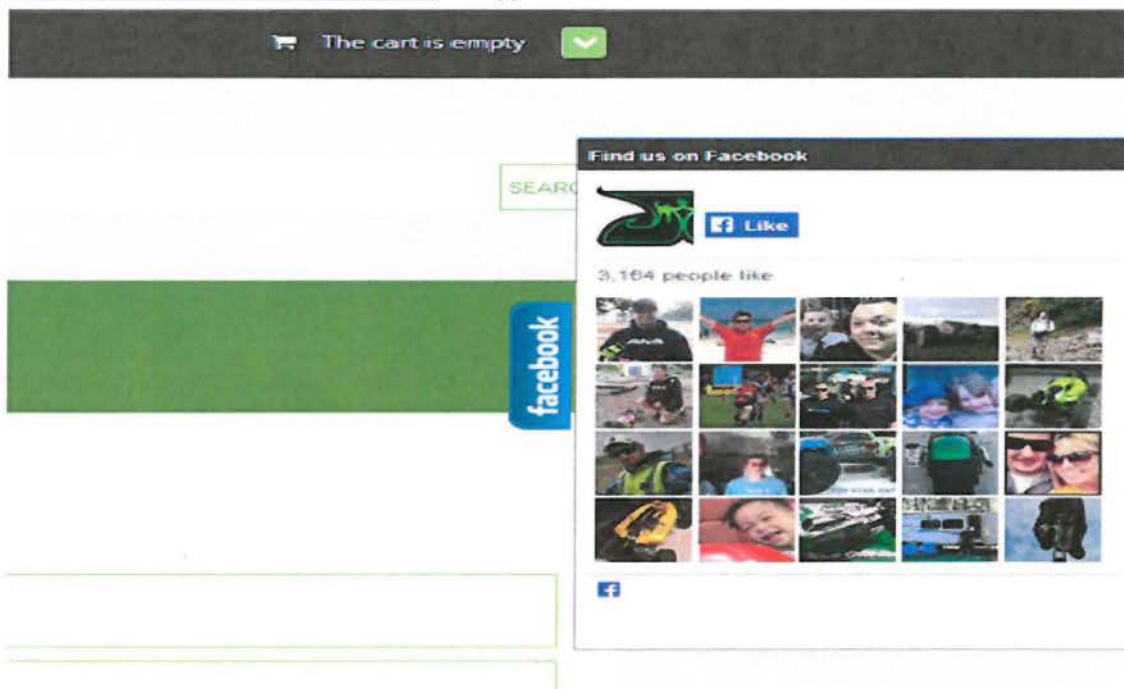 The cart is empty
Find us on Facebook
SEARC
Like
3,164 people like
facebook